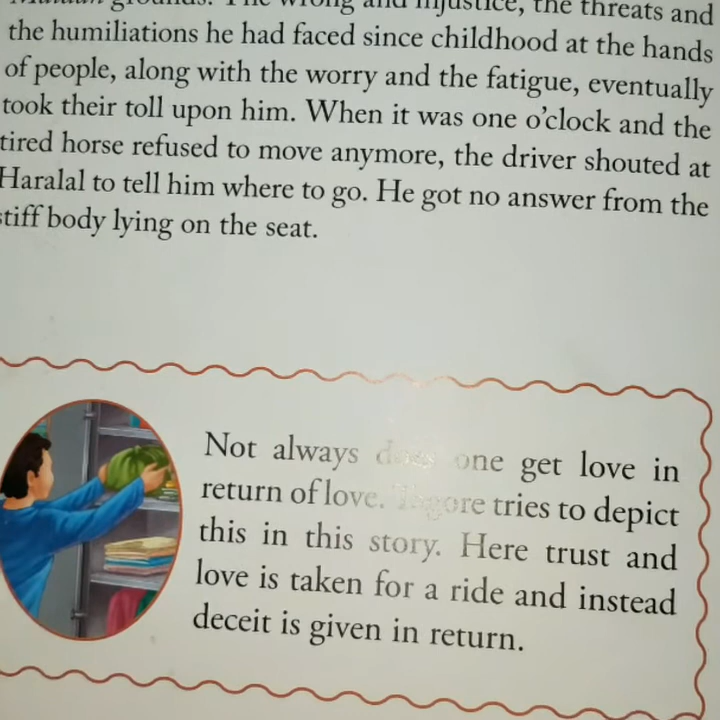 grounds. The wrong and injustice, the threats and
the humiliations he had faced since childhood at the hands
of people, along with the worry and the fatigue, eventually
took their toll upon him. When it was one o'clock and the
tired horse refused to move anymore, the driver shouted at
Haralal to tell him where to go. He got no answer from the
stiff body lying on the seat.
Not always does one get love in
return of love. Tagore tries to depict
this in this story. Here trust and
love is taken for a ride and instead
deceit is given in return.